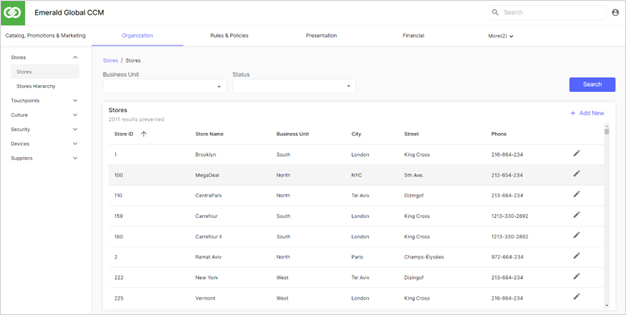 Emerald Global CCM
Search
Catalog, Promotions & Marketing Organization Rules & Policies Presentation Financial More(2)
Stores
Stores
Stores Hierarchy
Touchpoints
Culture
Security
Devices
Suppliers
Stores / Stores
Business Unit Status
Search
Stores
2011 results presented
+ Add New
Store ID Store Name Business Unit City Street Phone
1 Brooklyn South London King Cross 216-664-234
100 MegaDeal North NYC 5th Ave. 212-654-234
110 CentralPark North Tel Aviv Dizingof 213-684-234
159 Carrefour South London King Cross 1213-330-2892
160 Carrefour II South London King Cross 1213-330-2892
2 Ramat Aviv North Paris Champs-Élysées 972-664-234
222 New York West Tel Aviv Dizingof 213-684-234
225 Vermont West London King Cross 216-664-234